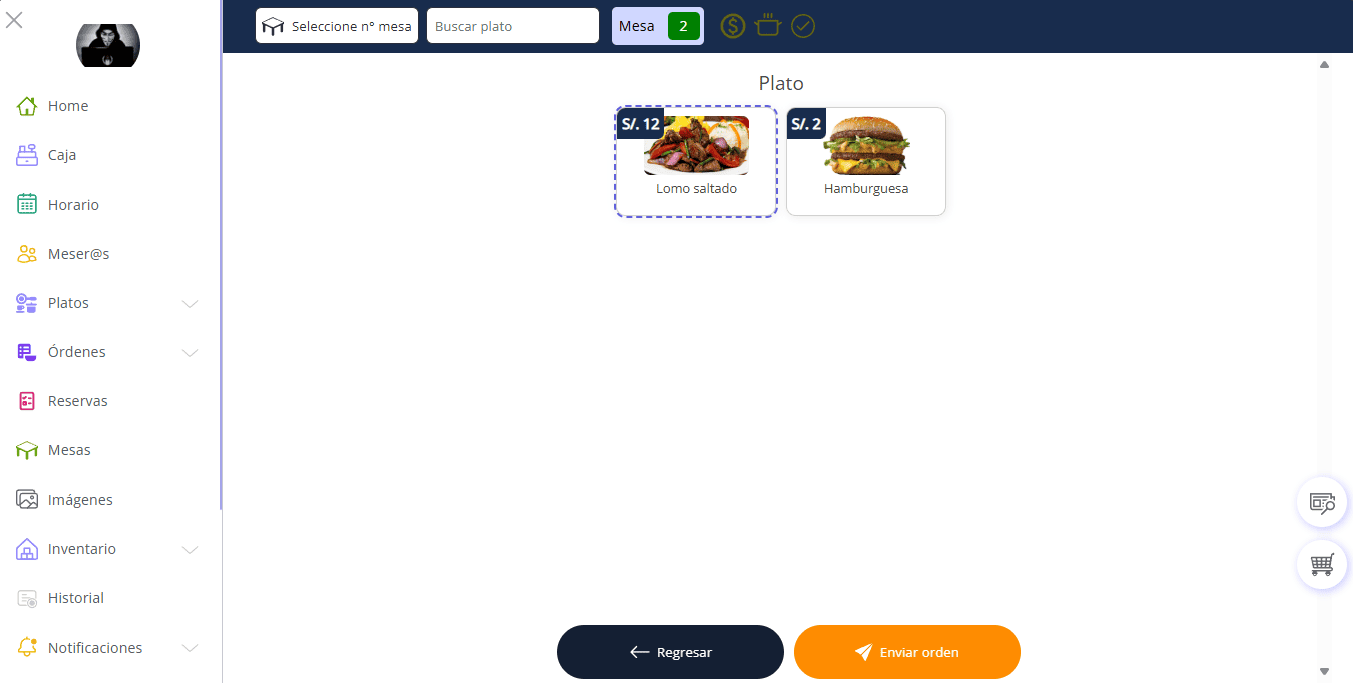 Seleccione n° mesa
Buscar plato
Mesa 2
Home
Caja
Horario
Meser@s
Platos
Órdenes
Reservas
Mesas
Imágenes
Inventario
Historial
Notificaciones
Plato
S/. 12
Lomo saltado
S/. 2
Hamburguesa
Regresar
Enviar orden